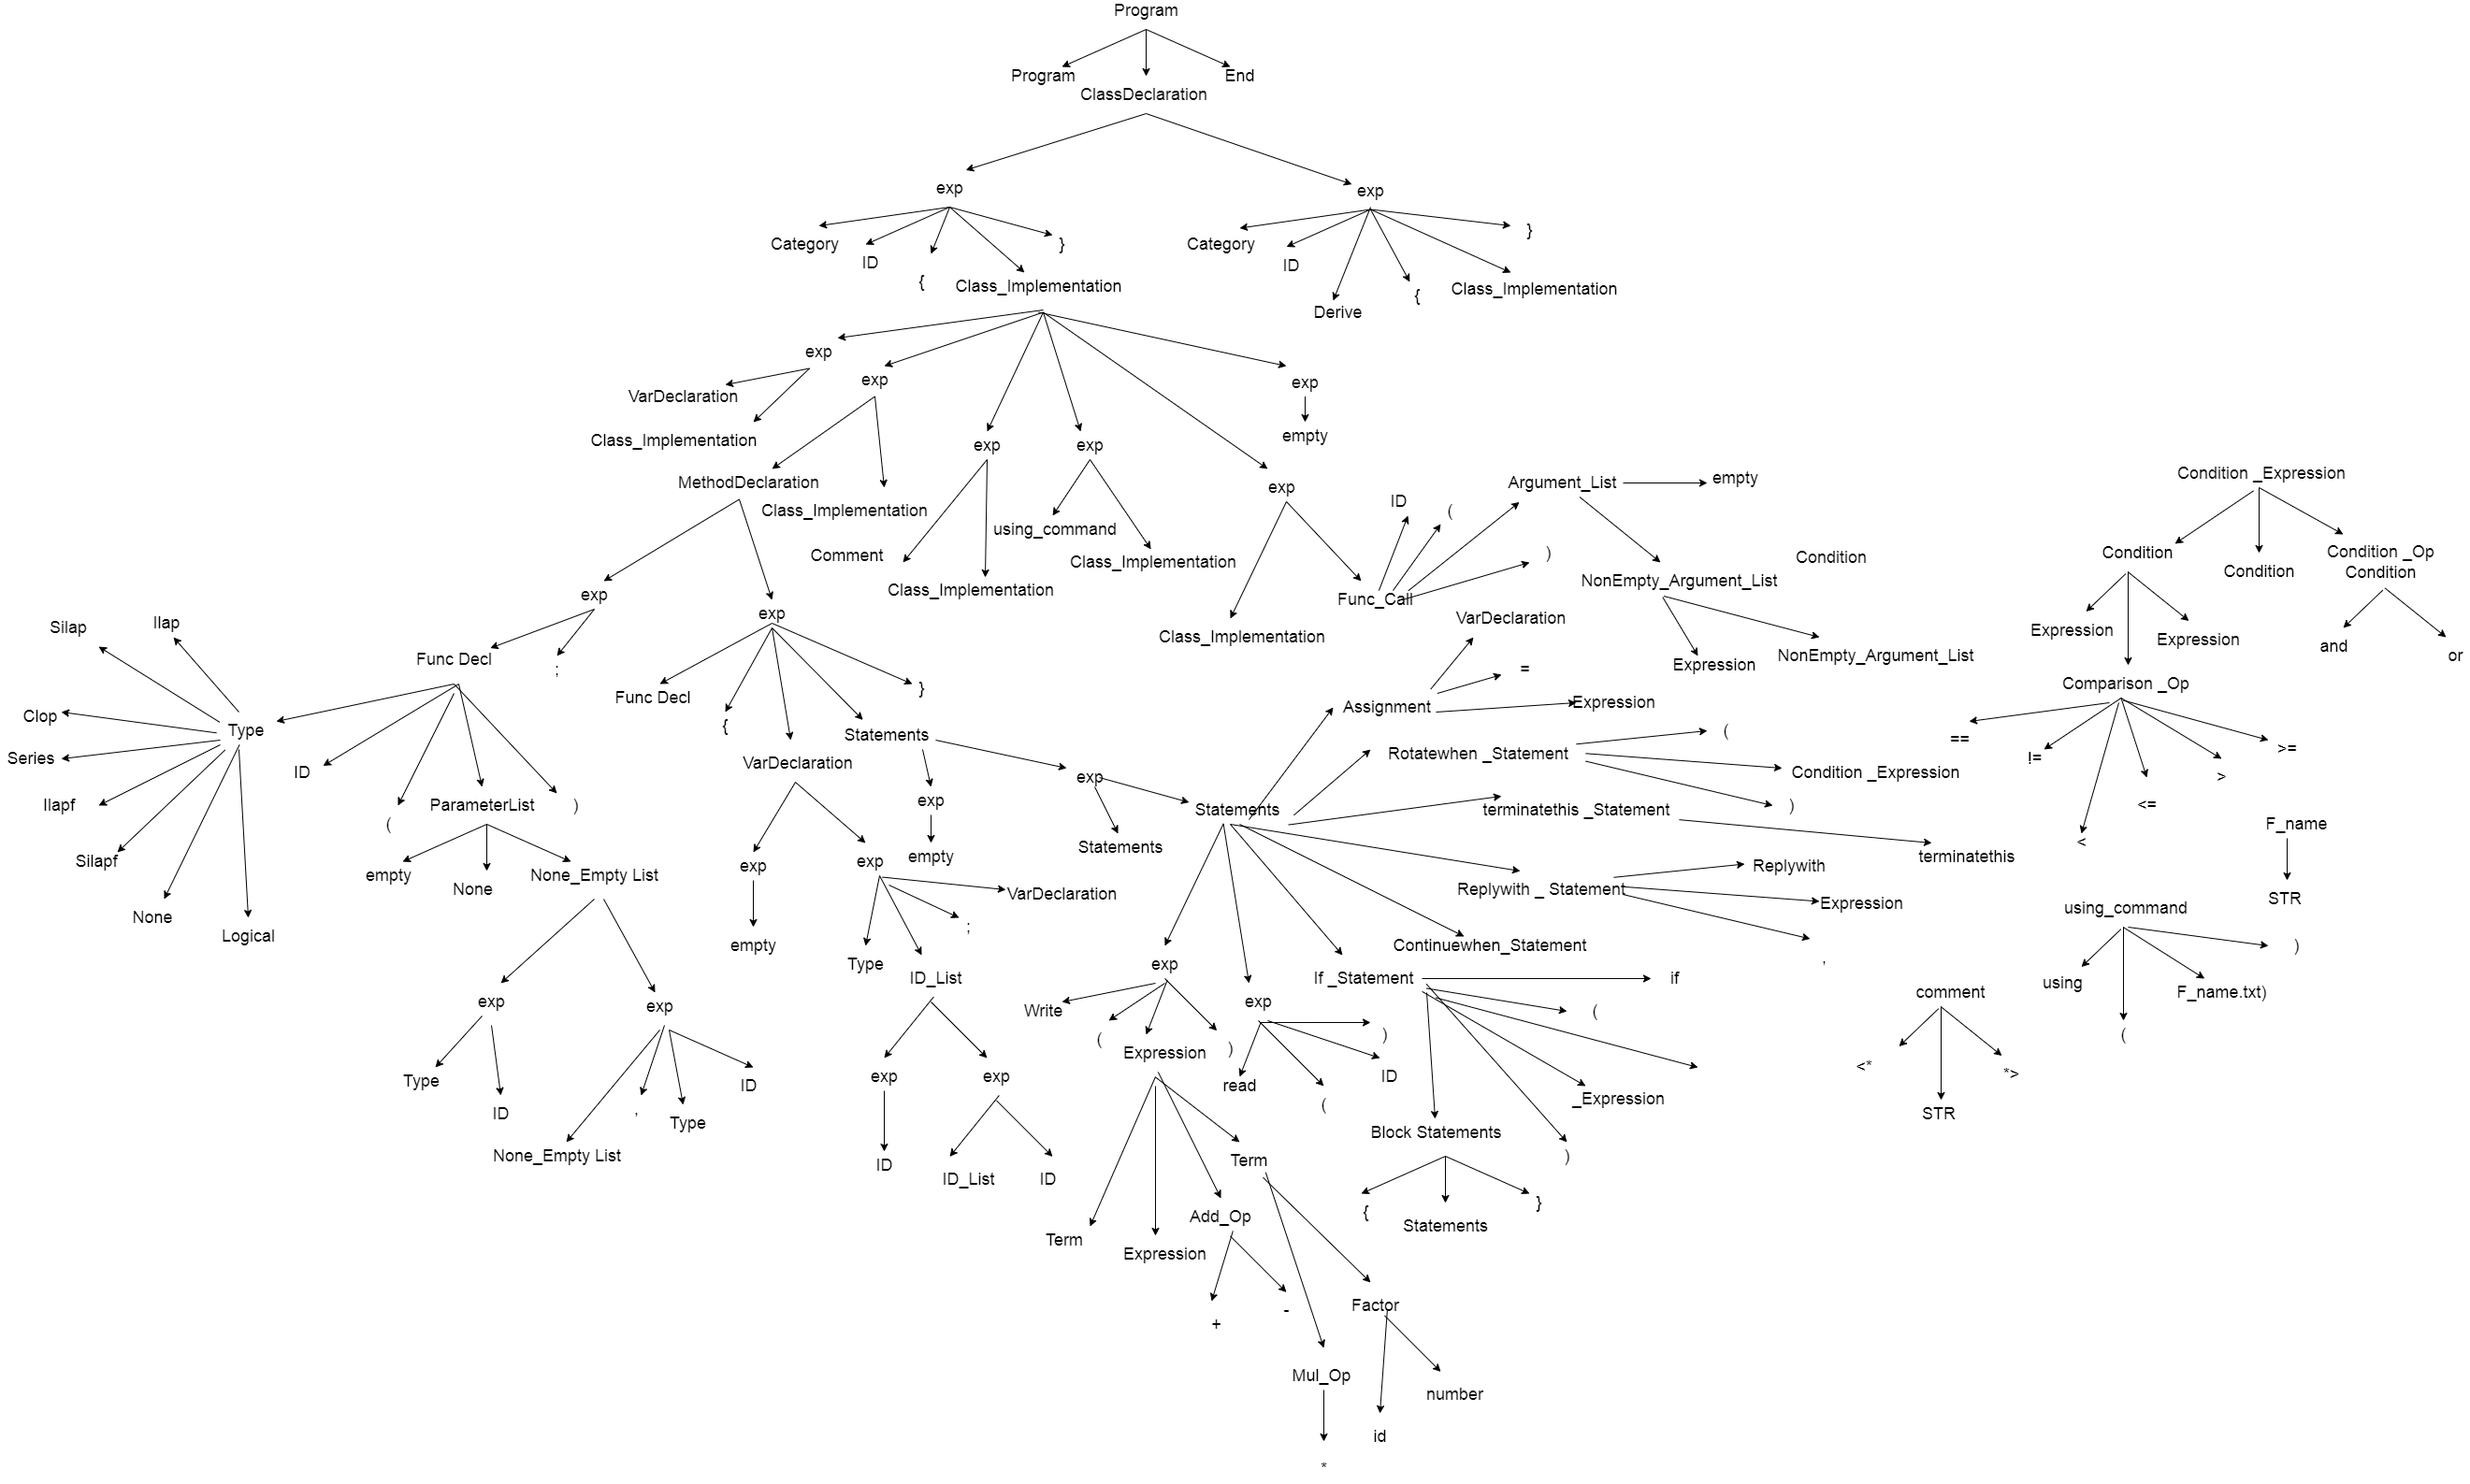 Program
Program
End
ClassDeclaration
exp
exp
Category
ID
{
Class_Implementation
}
Category
ID
Derive
{
Class_Implementation
}
exp
VarDeclaration
Class_Implementation
exp
MethodDeclaration
Class_Implementation
exp
Comment
Class_Implementation
exp
using_command
Class_Implementation
exp
Class_Implementation
Func_Call
exp
empty
ID
(
Argument_List
empty
)
NonEmpty_Argument_List
Condition
Expression
NonEmpty_Argument_List
Condition _Expression
Condition
Condition
Condition _Op
Condition
Expression
Expression
and
or
Comparison _Op
==
!=
<
<=
>
>=
F_name
STR
using_command
using
(
F_name.txt)
)
comment
<*
STR
*>
exp
Func Decl
;
exp
Func Decl
{
VarDeclaration
Statements
}
Silap
Ilap
Clop
Type
Series
Ilapf
Silapf
None
Logical
ID
(
ParameterList
)
empty
None
None_Empty List
exp
exp
Type
ID
None_Empty List
,
Type
ID
exp
empty
exp
Type
ID_List
;
VarDeclaration
exp
exp
ID
ID_List
ID
exp
empty
exp
Statements
Statements
VarDeclaration
=
Assignment
Expression
Rotatewhen _Statement
(
Condition _Expression
)
terminatethis _Statement
terminatethis
Replywith _ Statement
Replywith
Expression
,
Continuewhen_Statement
If _Statement
if
(
_Expression
)
Block Statements
{
Statements
}
exp
Write
(
Expression
)
exp
read
(
ID
)
Term
Expression
Add_Op
Term
+
-
Factor
Mul_Op
number
id
*